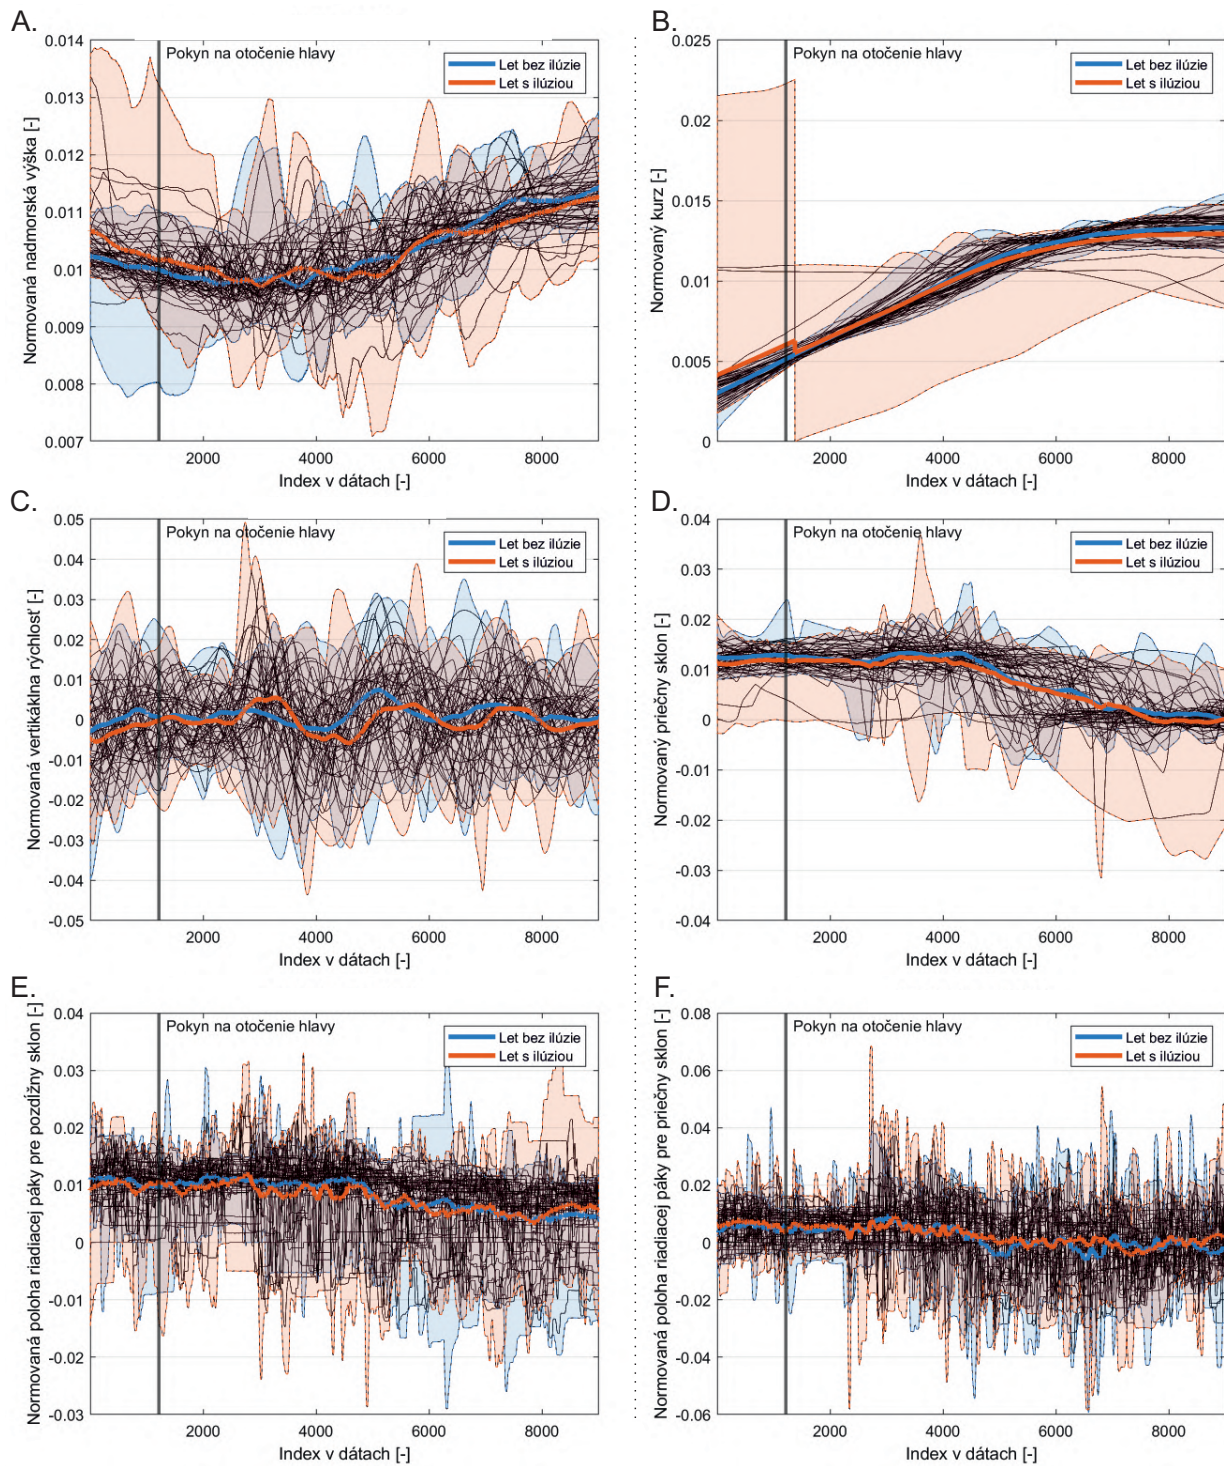 A.
Normovaná nadmorská výška [-]
0.014
0.013
0.012
0.011
0.01
0.009
0.008
0.007
Pokyn na otočenie hlavy
Let bez ilúzie
Let s ilúziou
2000
4000
6000
8000
Index v dátach [-]
B.
Normovaný kurz [-]
0.025
0.02
0.015
0.01
0.005
0
Pokyn na otočenie hlavy
Let bez ilúzie
Let s ilúziou
2000
4000
6000
8000
Index v dátach [-]
C.
Normovaná vertikáklna rýchlosť [-]
0.05
0.04
0.03
0.02
0.01
0
-0.01
-0.02
-0.03
-0.04
-0.05
Pokyn na otočenie hlavy
Let bez ilúzie
Let s ilúziou
2000
4000
6000
8000
Index v dátach [-]
D.
Normovaný priečny sklon [-]
0.04
0.03
0.02
0.01
0
-0.01
-0.02
-0.03
-0.04
Pokyn na otočenie hlavy
Let bez ilúzie
Let s ilúziou
2000
4000
6000
8000
Index v dátach [-]
E.
Normovaná poloha riadiacej páky pre pozdĺžny sklon [-]
0.04
0.03
0.02
0.01
0
-0.01
-0.02
-0.03
Pokyn na otočenie hlavy
Let bez ilúzie
Let s ilúziou
2000
4000
6000
8000
Index v dátach [-]
F.
Normovaná poloha riadiacej páky pre priečny sklon [-]
0.08
0.06
0.04
0.02
0
-0.02
-0.04
-0.06
Pokyn na otočenie hlavy
Let bez ilúzie
Let s ilúziou
2000
4000
6000
8000
Index v dátach [-]